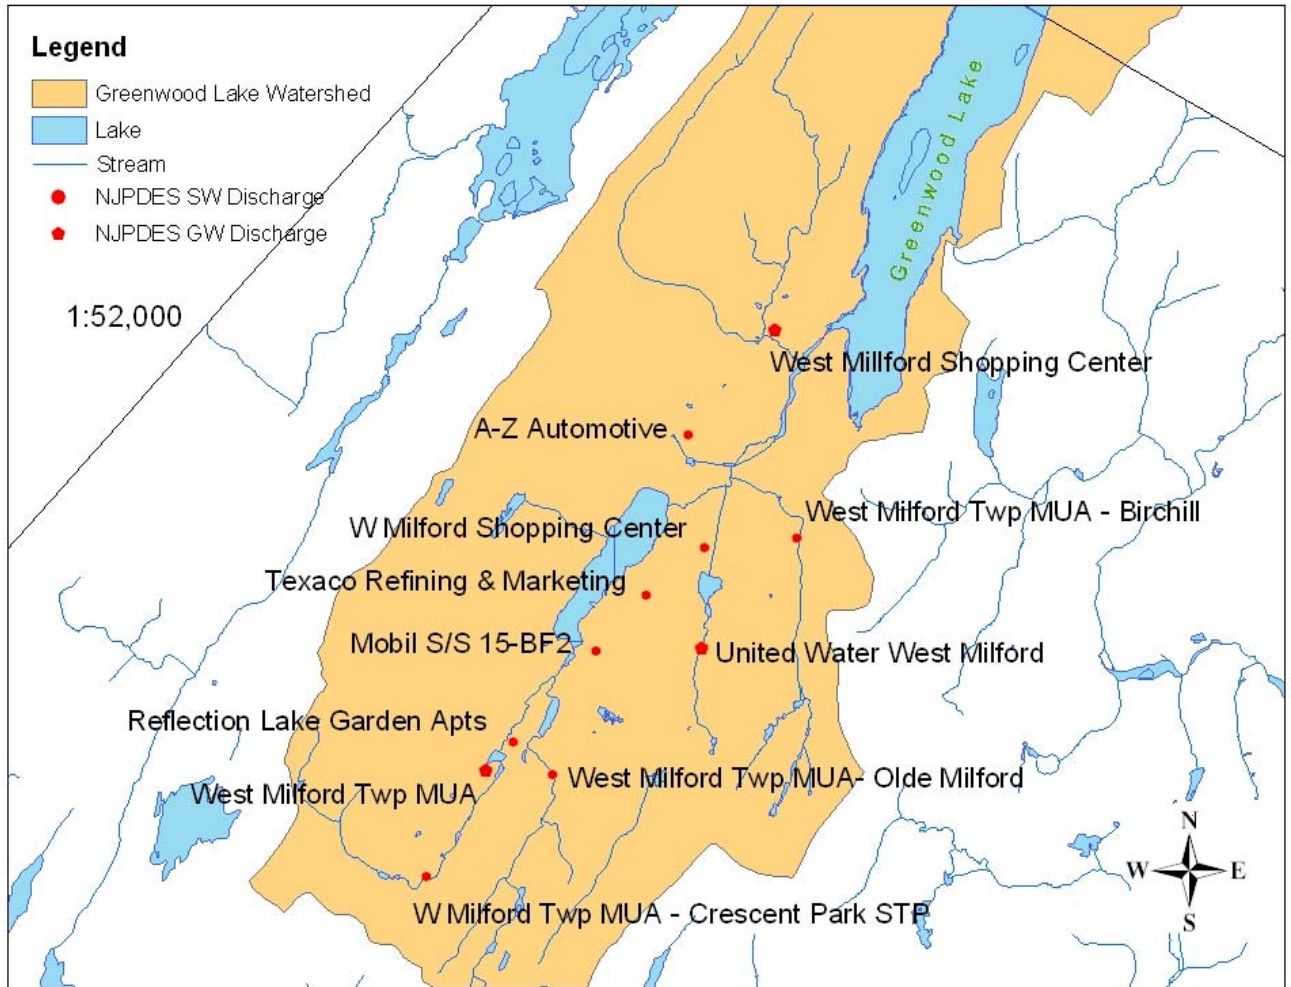 Legend
Greenwood Lake Watershed
Lake
Stream
NJPDES SW Discharge
NJPDES GW Discharge
1:52,000
Greenwood Lake
West Millford Shopping Center
A-Z Automotive
West Milford Twp MUA - Birchill
W Milford Shopping Center
Texaco Refining & Marketing
Mobil S/S 15-BF2
United Water West Milford
Reflection Lake Garden Apts
West Milford Twp MUA- Olde Milford
West Milford Twp MUA
W Milford Twp MUA - Crescent Park STP
N
W E
S